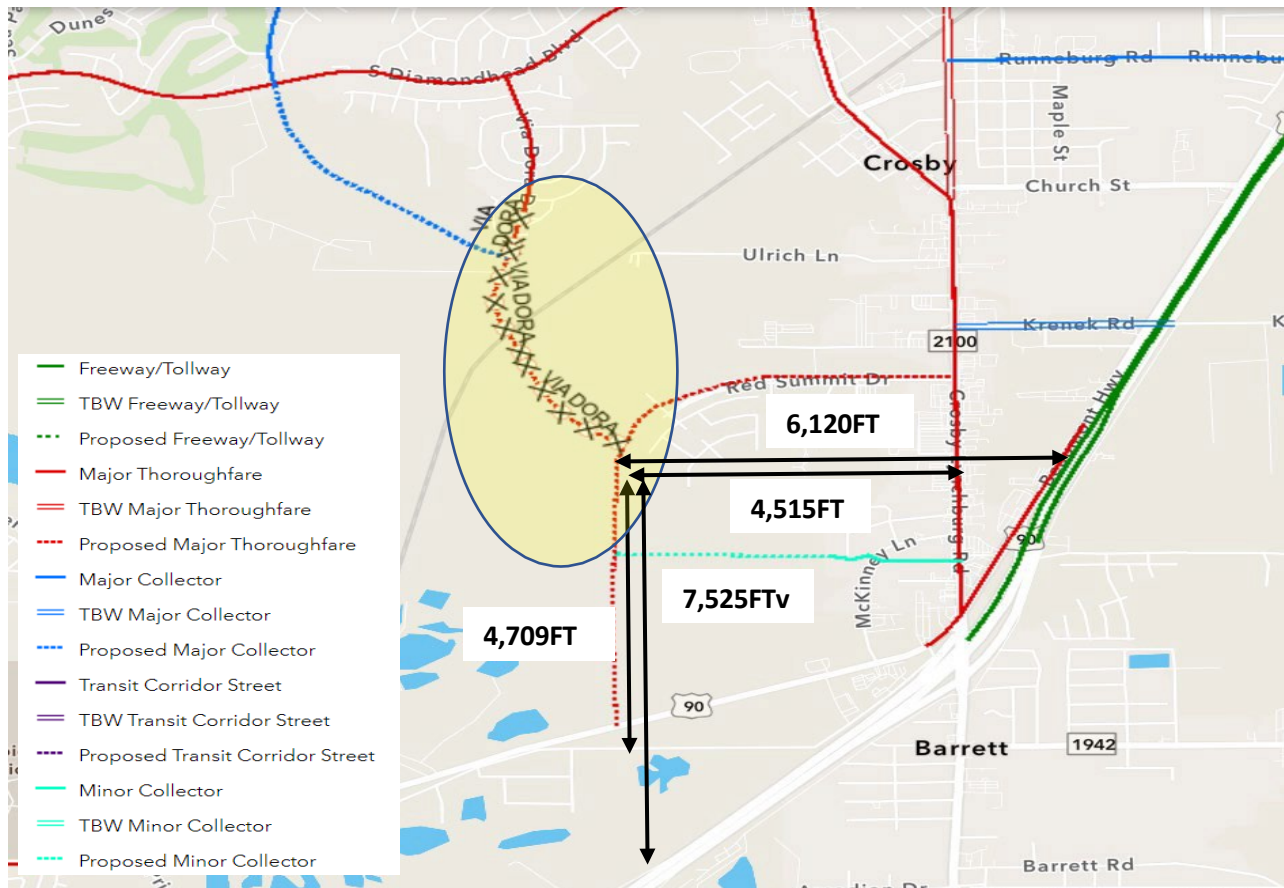 Dunes
S Diamondhead Blvd
Runneburg Rd
Via Dora
Maple St
Crosby
Church St
VIA
DORA
Ulrich Ln
VIA DORA
Krenek Rd
2100
VIA DORA
Red Summit Dr
6,120FT
4,515FT
90
McKinney Ln
7,525FTv
4,709FT
90
Barrett
1942
Barrett Rd
Freeway/Tollway
TBW Freeway/Tollway
Proposed Freeway/Tollway
Major Thoroughfare
TBW Major Thoroughfare
Proposed Major Thoroughfare
Major Collector
TBW Major Collector
Proposed Major Collector
Transit Corridor Street
TBW Transit Corridor Street
Proposed Transit Corridor Street
Minor Collector
TBW Minor Collector
Proposed Minor Collector